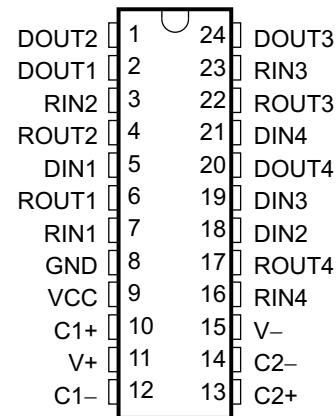 DOUT2 1 24 DOUT3
DOUT1 2 23 RIN3
RIN2 3 22 ROUT3
ROUT2 4 21 DIN4
DIN1 5 20 DOUT4
ROUT1 6 19 DIN3
RIN1 7 18 DIN2
GND 8 17 ROUT4
VCC 9 16 RIN4
C1+ 10 15 V−
V+ 11 14 C2−
C1− 12 13 C2+